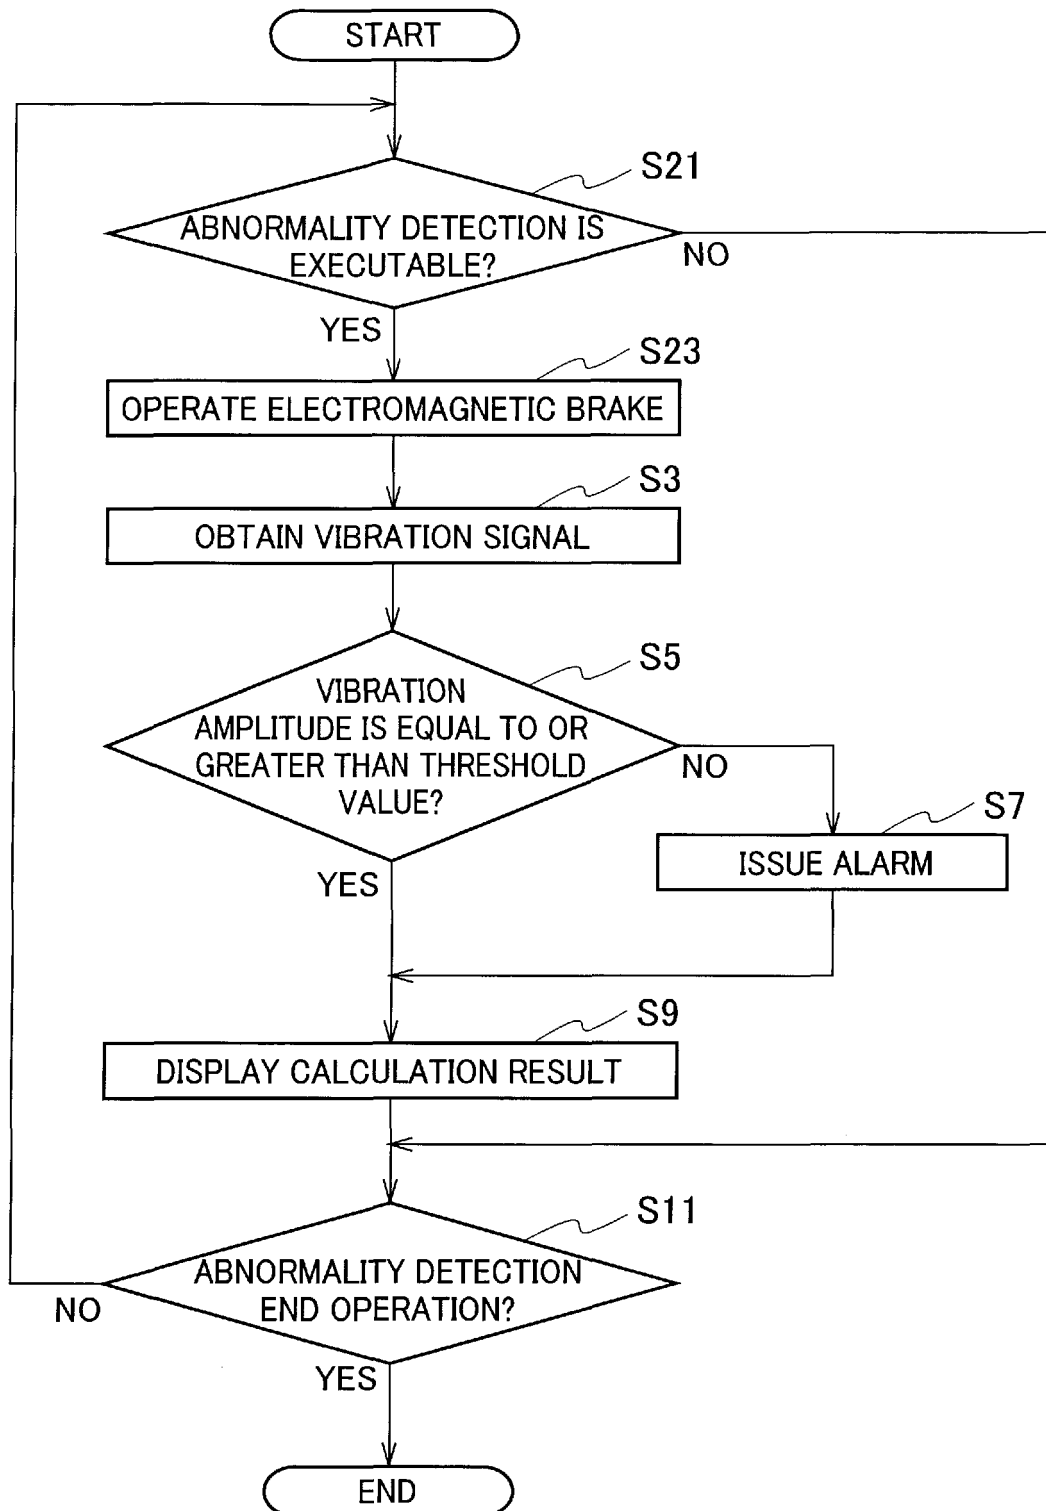 START
S21
ABNORMALITY DETECTION IS
EXECUTABLE?
NO
YES
S23
OPERATE ELECTROMAGNETIC BRAKE
S3
OBTAIN VIBRATION SIGNAL
S5
VIBRATION
AMPLITUDE IS EQUAL TO OR
GREATER THAN THRESHOLD
VALUE?
NO
YES
S7
ISSUE ALARM
S9
DISPLAY CALCULATION RESULT
S11
ABNORMALITY DETECTION
END OPERATION?
NO
YES
END